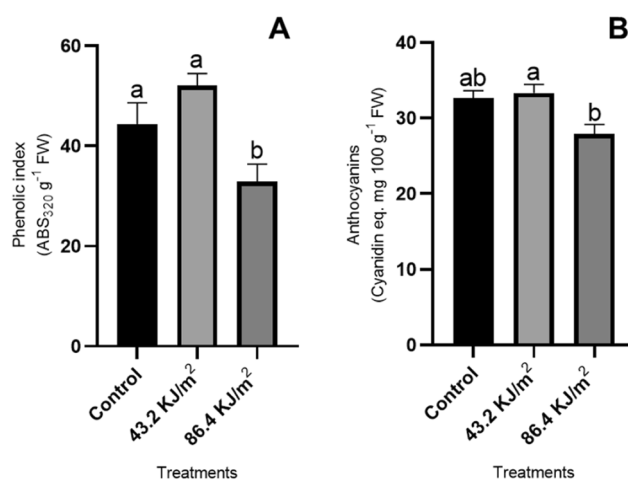 A
Phenolic index
(ABS₃₂₀ g⁻¹ FW)
60
40
20
0
a
a
b
Control
43.2 KJ/m²
86.4 KJ/m²
Treatments
B
Anthocyanins
(Cyanidin eq. mg 100 g⁻¹ FW)
40
30
20
10
0
ab
a
b
Control
43.2 KJ/m²
86.4 KJ/m²
Treatments